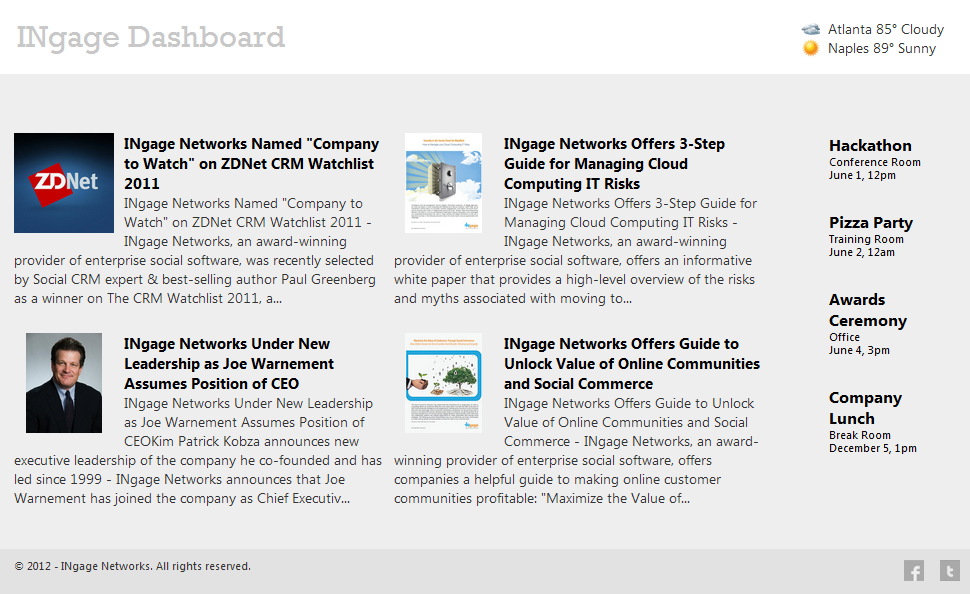 INgage Dashboard
Atlanta 85° Cloudy
Naples 89° Sunny
ZDNet
INgage Networks Named "Company
to Watch" on ZDNet CRM Watchlist
2011
INgage Networks Named "Company to
Watch" on ZDNet CRM Watchlist 2011 -
INgage Networks, an award-winning
provider of enterprise social software, was recently selected
by Social CRM expert & best-selling author Paul Greenberg
as a winner on The CRM Watchlist 2011, a...
INgage Networks Offers 3-Step
Guide for Managing Cloud
Computing IT Risks
INgage Networks Offers 3-Step Guide for
Managing Cloud Computing IT Risks -
INgage Networks, an award-winning
provider of enterprise social software, offers an informative
white paper that provides a high-level overview of the risks
and myths associated with moving to...
INgage Networks Under New
Leadership as Joe Warnement
Assumes Position of CEO
INgage Networks Under New Leadership
as Joe Warnement Assumes Position of
CEOKim Patrick Kobza announces new
executive leadership of the company he co-founded and has
led since 1999 - INgage Networks announces that Joe
Warnement has joined the company as Chief Executiv...
INgage Networks Offers Guide to
Unlock Value of Online Communities
and Social Commerce
INgage Networks Offers Guide to Unlock
Value of Online Communities and Social
Commerce - INgage Networks, an award-
winning provider of enterprise social software, offers
companies a helpful guide to making online customer
communities profitable: "Maximize the Value of...
Hackathon
Conference Room
June 1, 12pm
Pizza Party
Training Room
June 2, 12am
Awards
Ceremony
Office
June 4, 3pm
Company
Lunch
Break Room
December 5, 1pm
© 2012 - INgage Networks. All rights reserved.
f
t